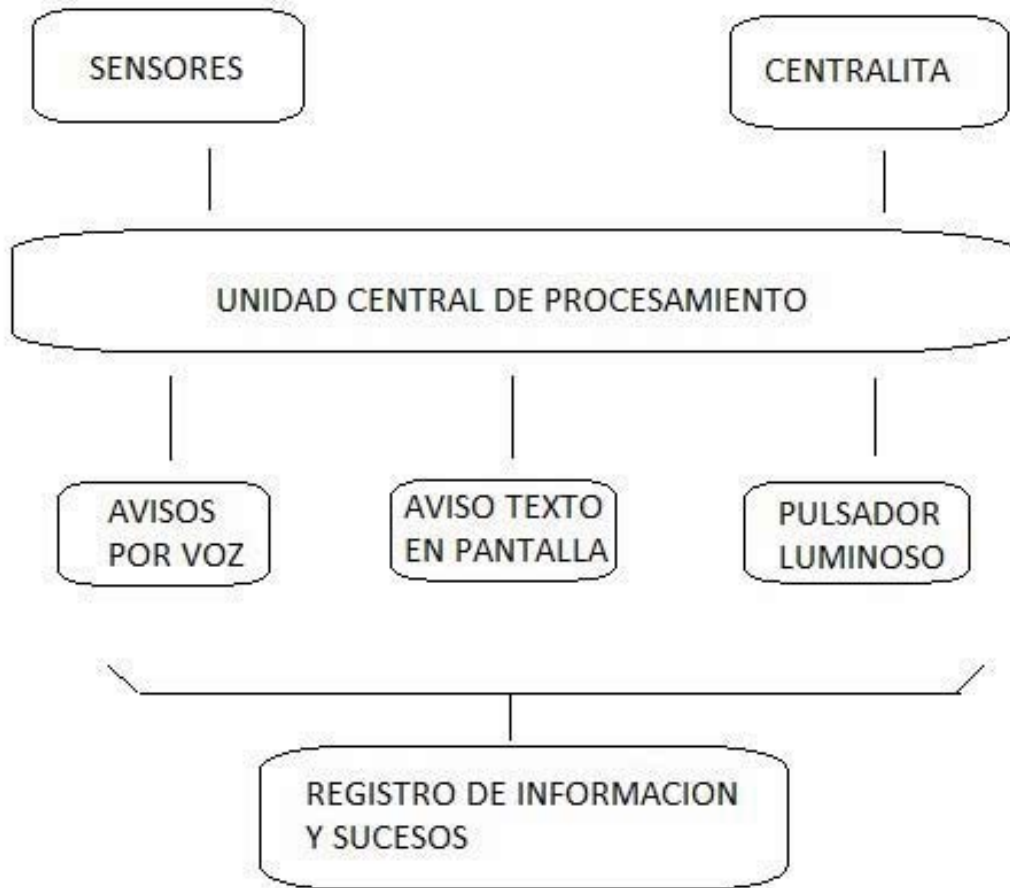 SENSORES
CENTRALITA
UNIDAD CENTRAL DE PROCESAMIENTO
AVISOS
POR VOZ
AVISO TEXTO
EN PANTALLA
PULSADOR
LUMINOSO
REGISTRO DE INFORMACION
Y SUCESOS